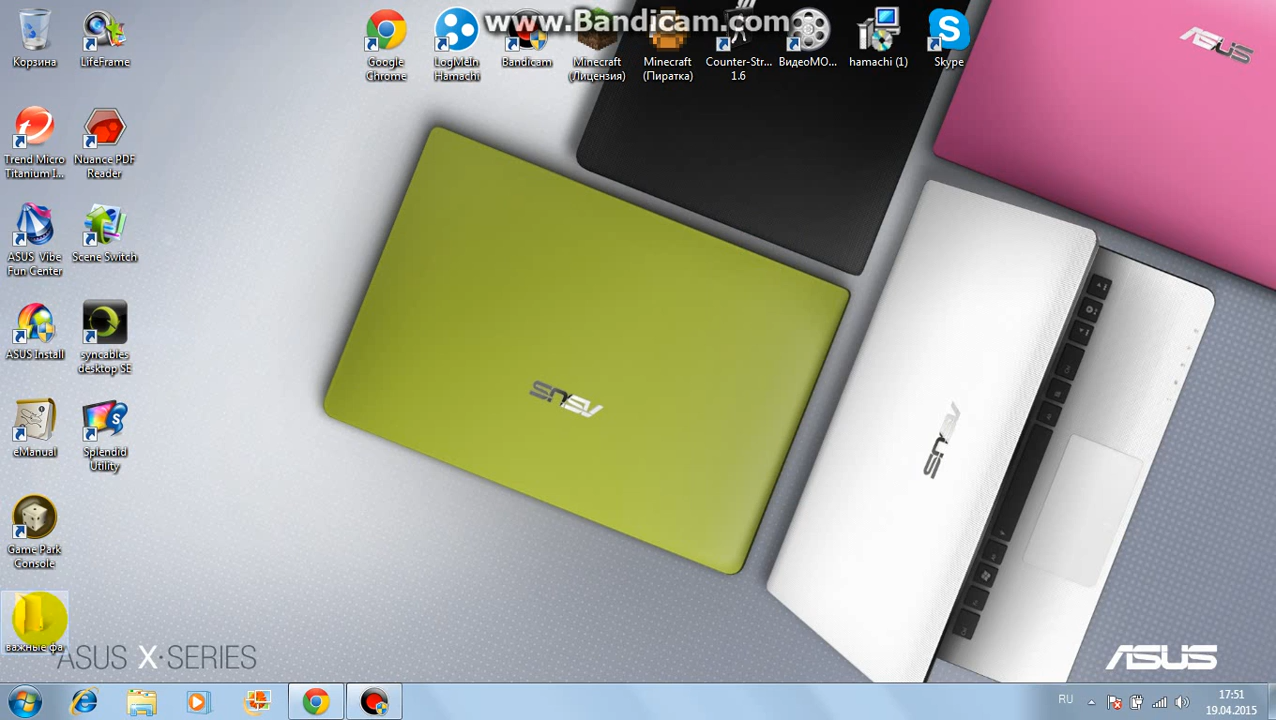 www.Bandicam.com
Корзина
LifeFrame
Google
Chrome
LogMeIn
Hamachi
Bandicam
Minecraft
(Лицензия)
Minecraft
(Пиратка)
Counter-Str...
1.6
ВидеоМО...
hamachi (1)
Skype
ASUS
Trend Micro
Titanium I...
Nuance PDF
Reader
ASUS Vibe
Fun Center
Scene Switch
ASUS Install
syncables
desktop SE
ASUS
ASUS
eManual
Splendid
Utility
Game Park
Console
важные фа
ASUS X·SERIES
ASUS
RU
17:51
19.04.2015